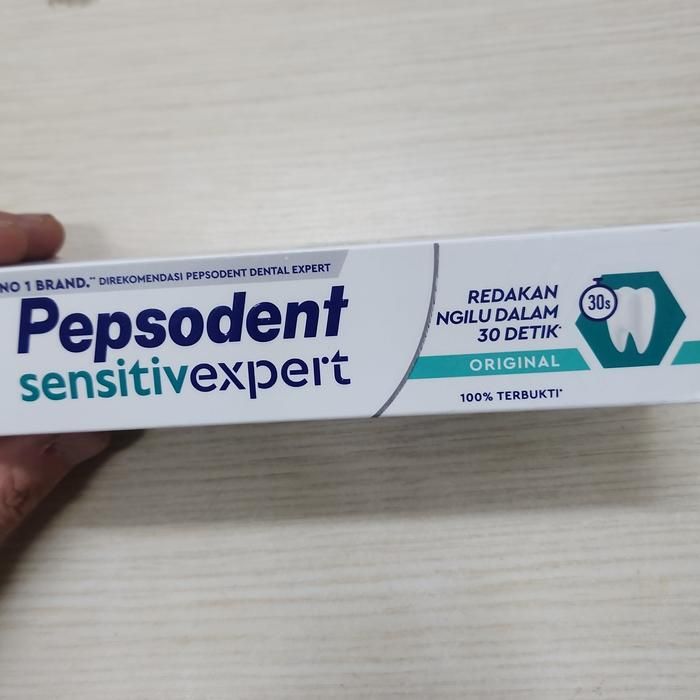 NO 1 BRAND.** DIREKOMENDASI PEPSODENT DENTAL EXPERT
Pepsodent
sensitivexpert
REDAKAN
NGILU DALAM
30 DETIK*
30s
ORIGINAL
100% TERBUKTI*